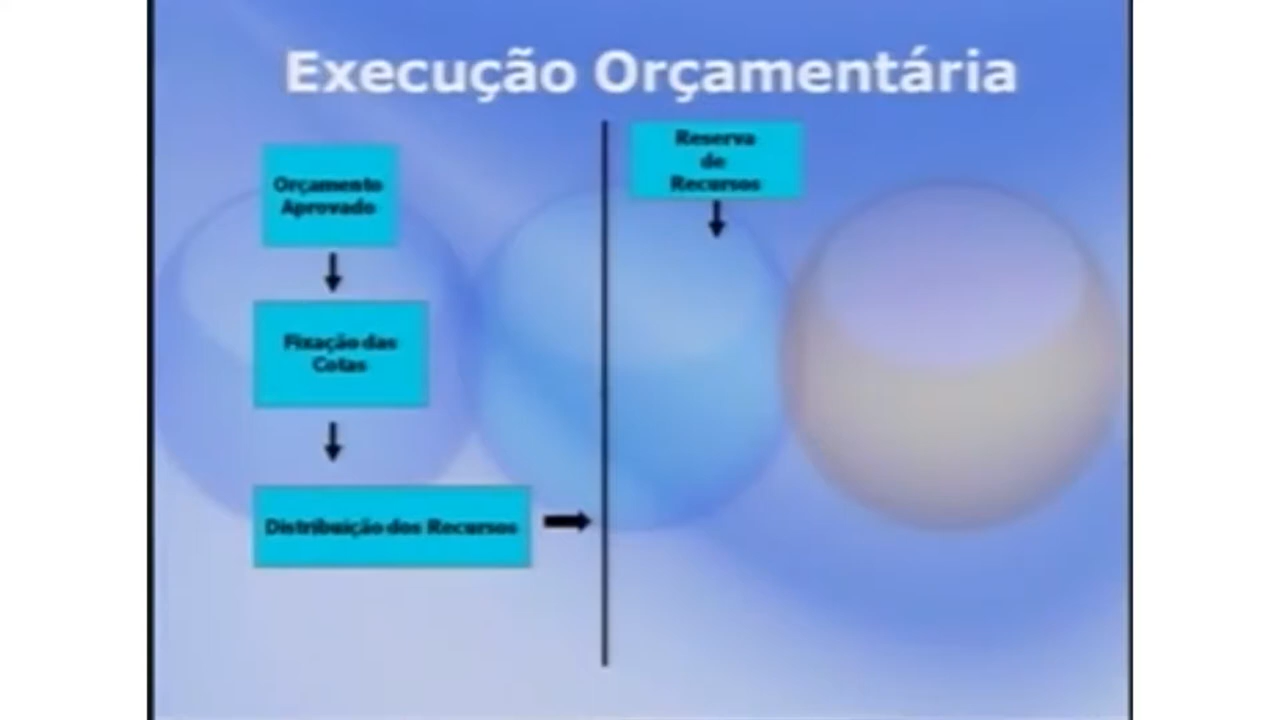 Execução Orçamentária
Orçamento
Aprovado
Fixação das
Cotas
Distribuição dos Recursos
Reserva
de
Recursos